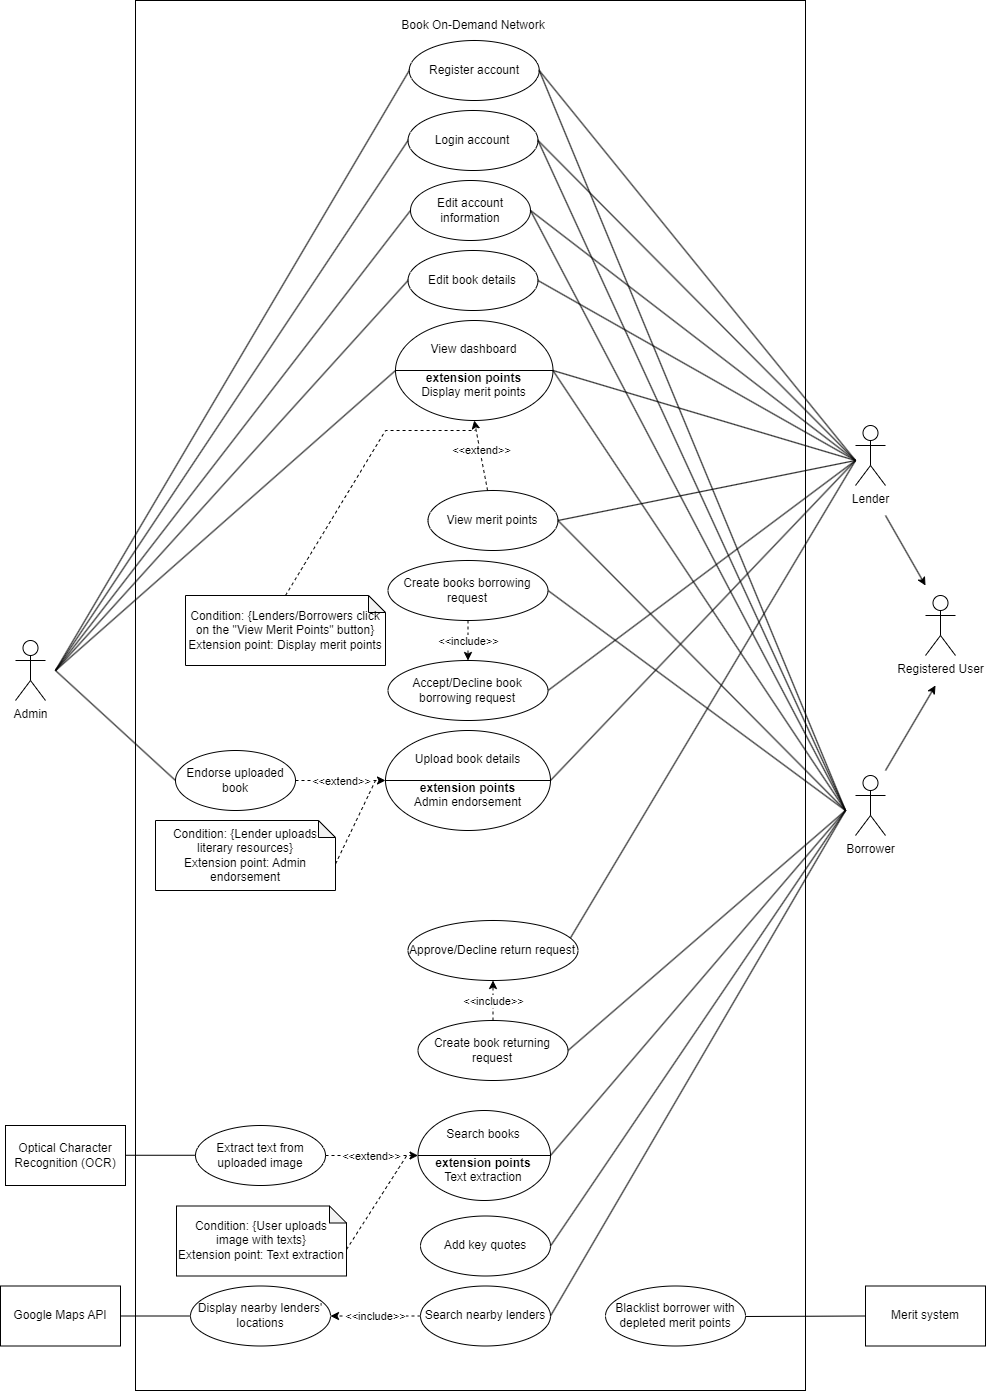 Book On-Demand Network
Register account
Login account
Edit account
information
Edit book details
View dashboard
extension points
Display merit points
<<extend>>
Lender
View merit points
Create books borrowing
request
Condition: {Lenders/Borrowers click
on the "View Merit Points" button}
Extension point: Display merit points
<<include>>
Registered User
Admin
Accept/Decline book
borrowing request
Endorse uploaded
book
<<extend>>
Upload book details
extension points
Admin endorsement
Condition: {Lender uploads
literary resources}
Extension point: Admin
endorsement
Borrower
Approve/Decline return request
<<include>>
Create book returning
request
Optical Character
Recognition (OCR)
Extract text from
uploaded image
<<extend>>
Search books
extension points
Text extraction
Condition: {User uploads
image with texts}
Extension point: Text extraction
Add key quotes
Google Maps API
Display nearby lenders'
locations
<<include>>
Search nearby lenders
Blacklist borrower with
depleted merit points
Merit system